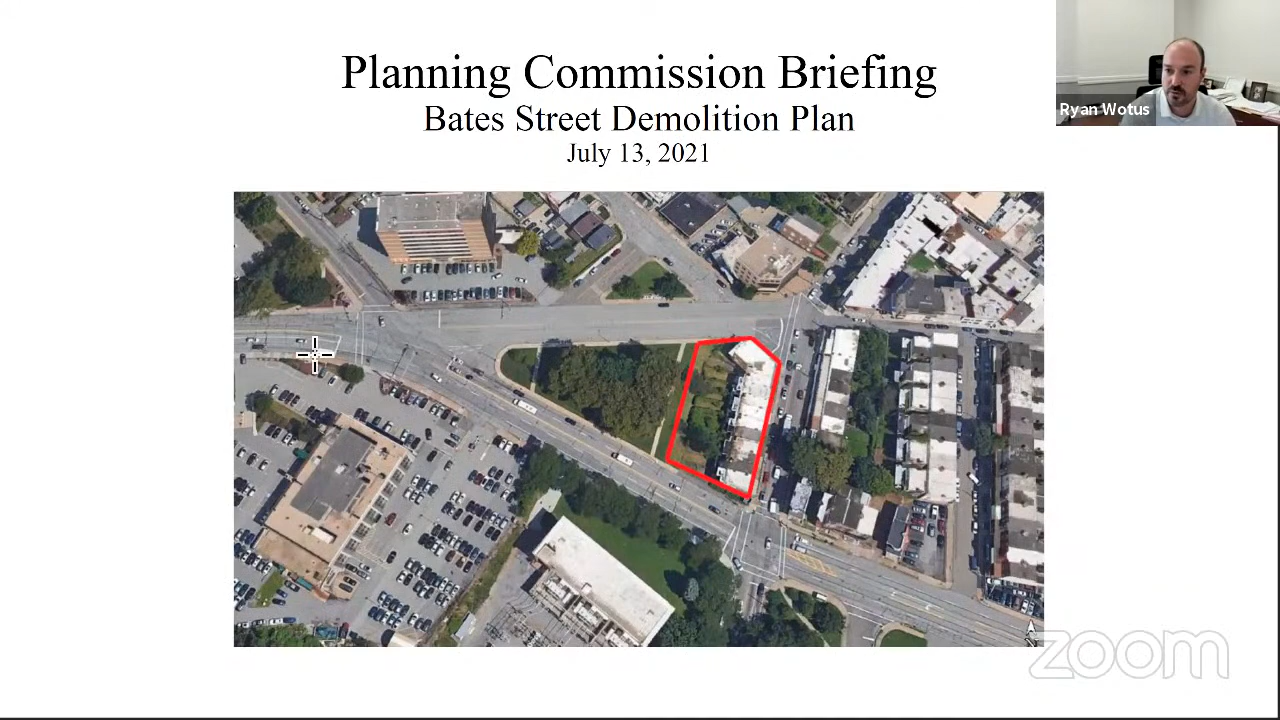 Planning Commission Briefing
Bates Street Demolition Plan
July 13, 2021
Ryan Wotus
zoom